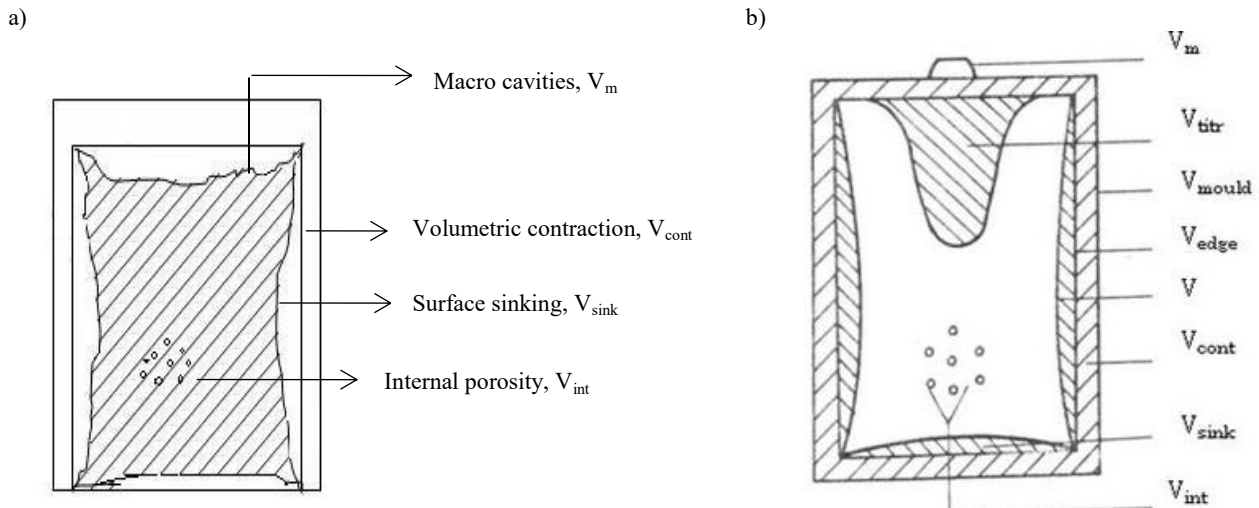 a)
Macro cavities, Vm
Volumetric contraction, Vcont
Surface sinking, Vsink
Internal porosity, Vint
b)
Vm
Vtitr
Vmould
Vedge
V
Vcont
Vsink
Vint